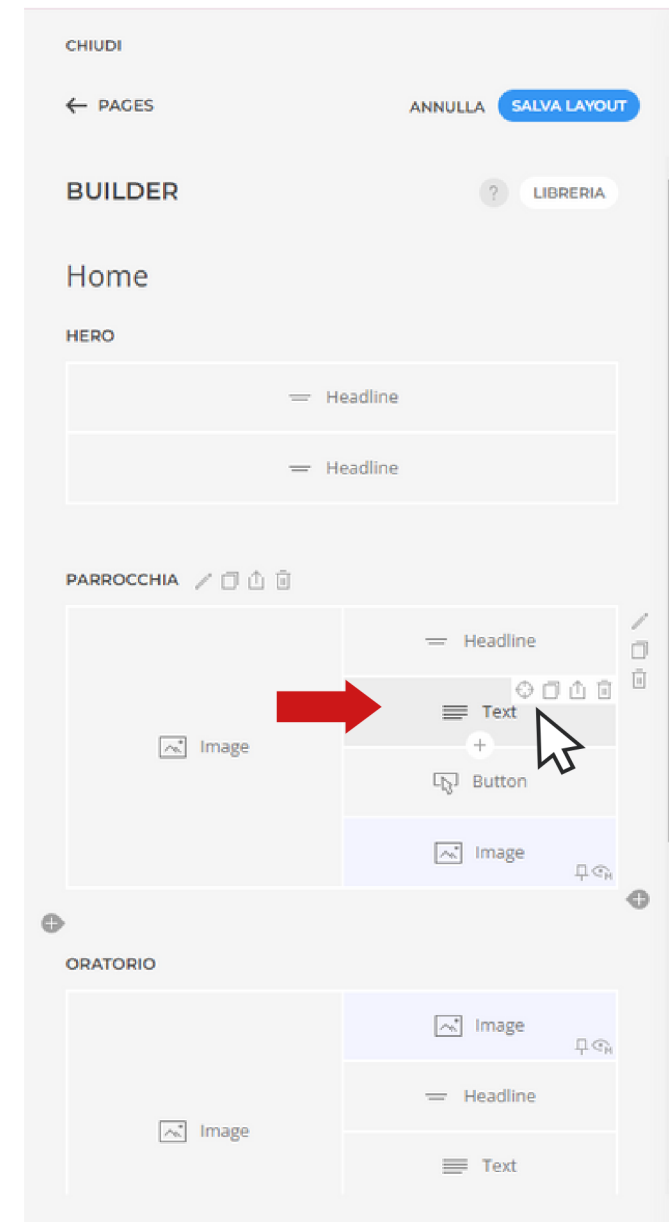 CHIUDI
← PAGES
ANNULLA SALVA LAYOUT
BUILDER ? LIBRERIA
Home
HERO
Headline
Headline
PARROCCHIA
Headline
Text
Image
Button
Image
M
ORATORIO
Image
M
Headline
Image
Text